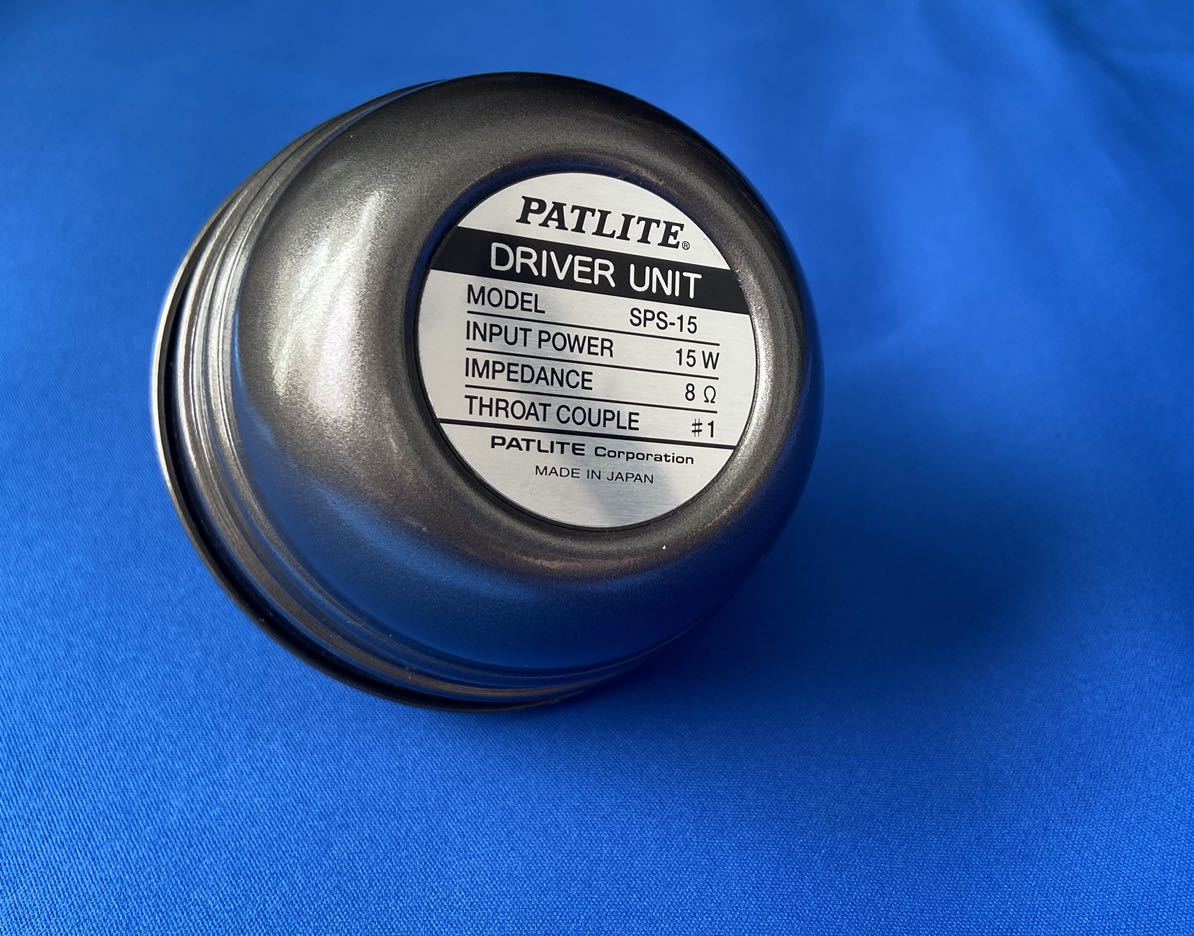 PATLITE®
DRIVER UNIT
MODEL SPS-15
INPUT POWER 15 W
IMPEDANCE 8 Ω
THROAT COUPLE ♯1
PATLITE Corporation
MADE IN JAPAN